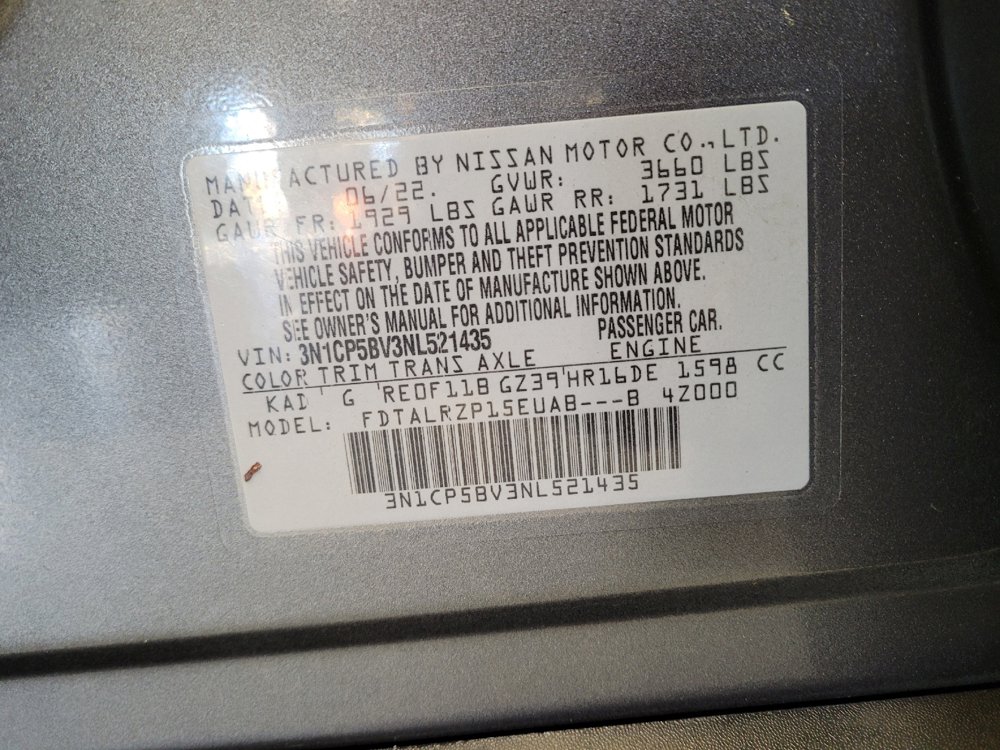 MANUFACTURED BY NISSAN MOTOR CO., LTD.
DATE 06/22. GVWR: 3660 LBS
GAWR FR: 1929 LBS GAWR RR: 1731 LBS
THIS VEHICLE CONFORMS TO ALL APPLICABLE FEDERAL MOTOR
VEHICLE SAFETY, BUMPER AND THEFT PREVENTION STANDARDS
IN EFFECT ON THE DATE OF MANUFACTURE SHOWN ABOVE.
SEE OWNER'S MANUAL FOR ADDITIONAL INFORMATION.
VIN: 3N1CP5BV3NL521435 PASSENGER CAR.
COLOR TRIM TRANS AXLE ENGINE
KAD G RE0F11B GZ39 HR16DE 1598 CC
MODEL: FDTALRZP15EUAB---B 4Z000
3N1CP5BV3NL521435